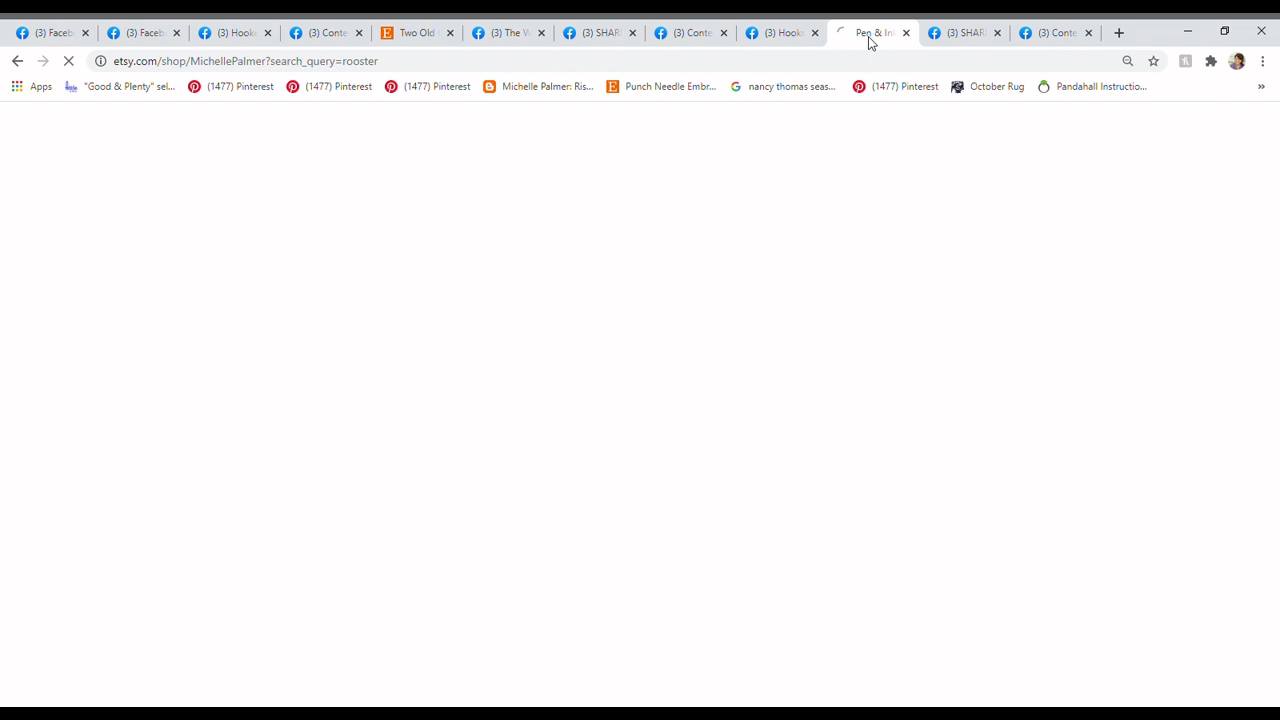 (3) Faceb (3) Faceb (3) Hook (3) Conte Two Old (3) The (3) SHAR (3) Conte (3) Hook Pen & In (3) SHAR (3) Conte
etsy.com/shop/MichellePalmer?search_query=rooster
Apps "Good & Plenty" sel... (1477) Pinterest (1477) Pinterest (1477) Pinterest Michelle Palmer: Ris... Punch Needle Embr... nancy thomas seas... (1477) Pinterest October Rug Pandahall Instructio... »